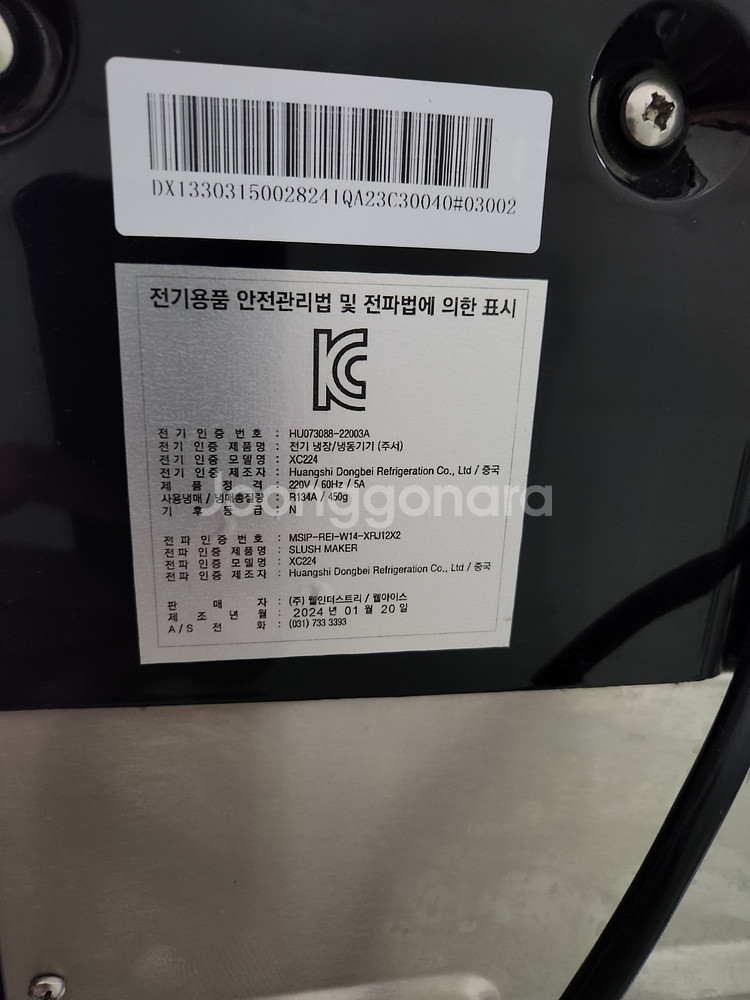 DX13303150028241QA23C30040#03002
전기용품 안전관리법 및 전파법에 의한 표시
전 기 인 증 번 호 : HU073088-22003A
전기 인증 제품명 : 전기 냉장/냉동기기 (주서)
전기 인증 모델명 : XC224
전기 인증 제조자 : Huangshi Dongbei Refrigeration Co., Ltd / 중국
제 품 정 격 : 220V / 60Hz / 5A
사용냉매 / 냉매총질량 : R134A / 450g
기 후 등 급 : N
Joonggonara
전 파 인 증 번 호 : MSIP-REI-W14-XRJ12X2
전파 인증 제품명 : SLUSH MAKER
전파 인증 모델명 : XC224
전파 인증 제조자 : Huangshi Dongbei Refrigeration Co., Ltd / 중국
판 매 자 : (주) 웰인더스트리 / 웰아이스
제 조 년 월 : 2024 년 01 월 20 일
A/S 전 화 : (031) 733 3393